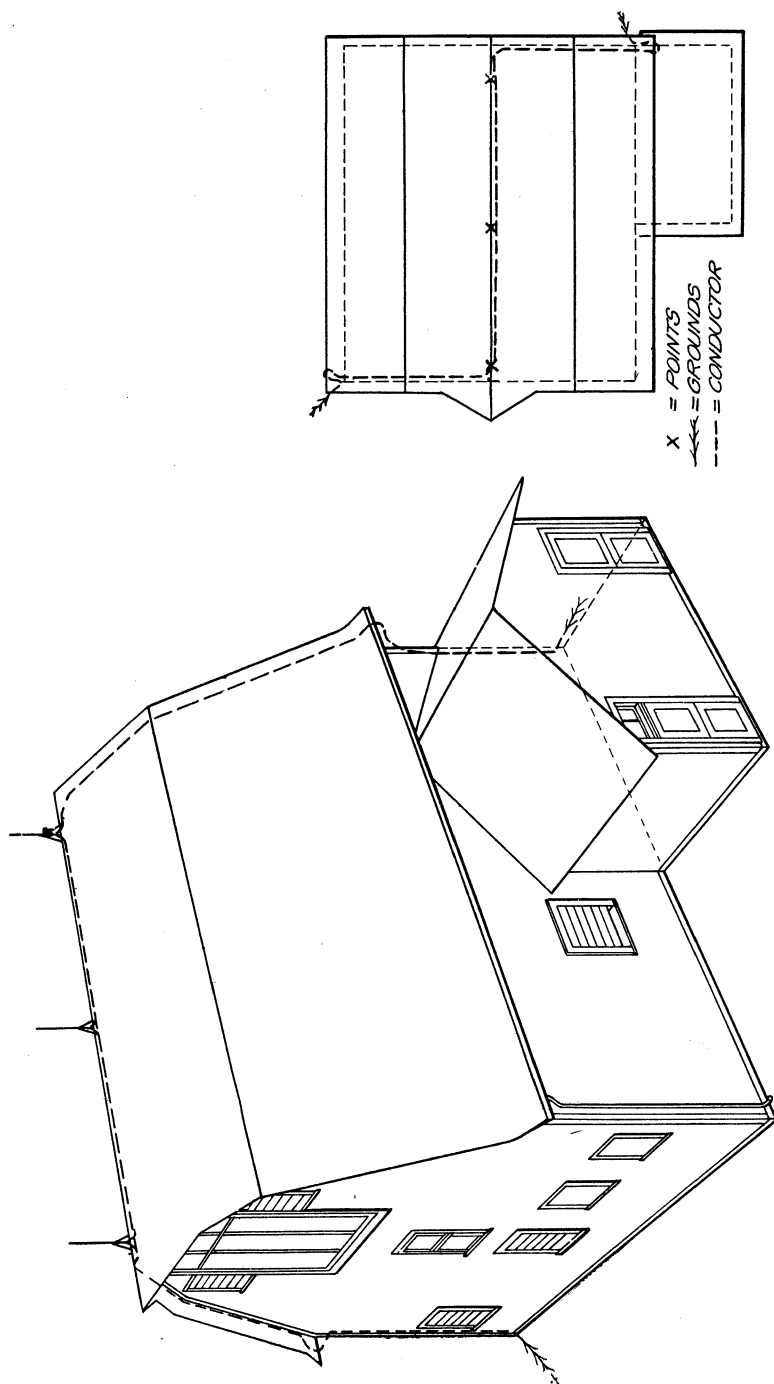 X = POINTS
= GROUNDS
--- = CONDUCTOR